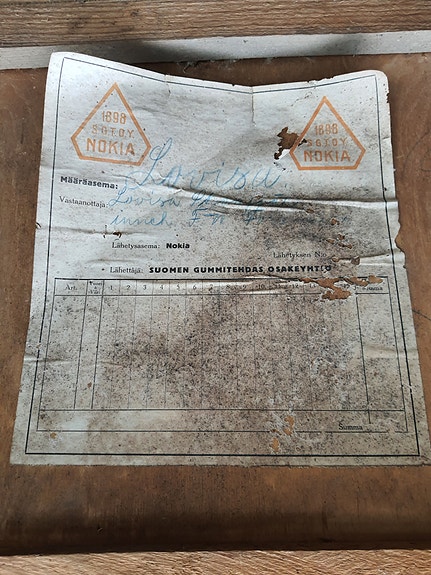 1898
S G T O Y
NOKIA
1898
S G T O Y
NOKIA
Määräasema: Lovisa
Vastaanottaja: Lovisa
Lähetysasema: Nokia
Lähetyksen N:o
Lähettäjä: SUOMEN GUMMITEHDAS OSAKEYHTIÖ
Art. 1 2 3 4 5 6 7 8 9 10 11 12
Summa